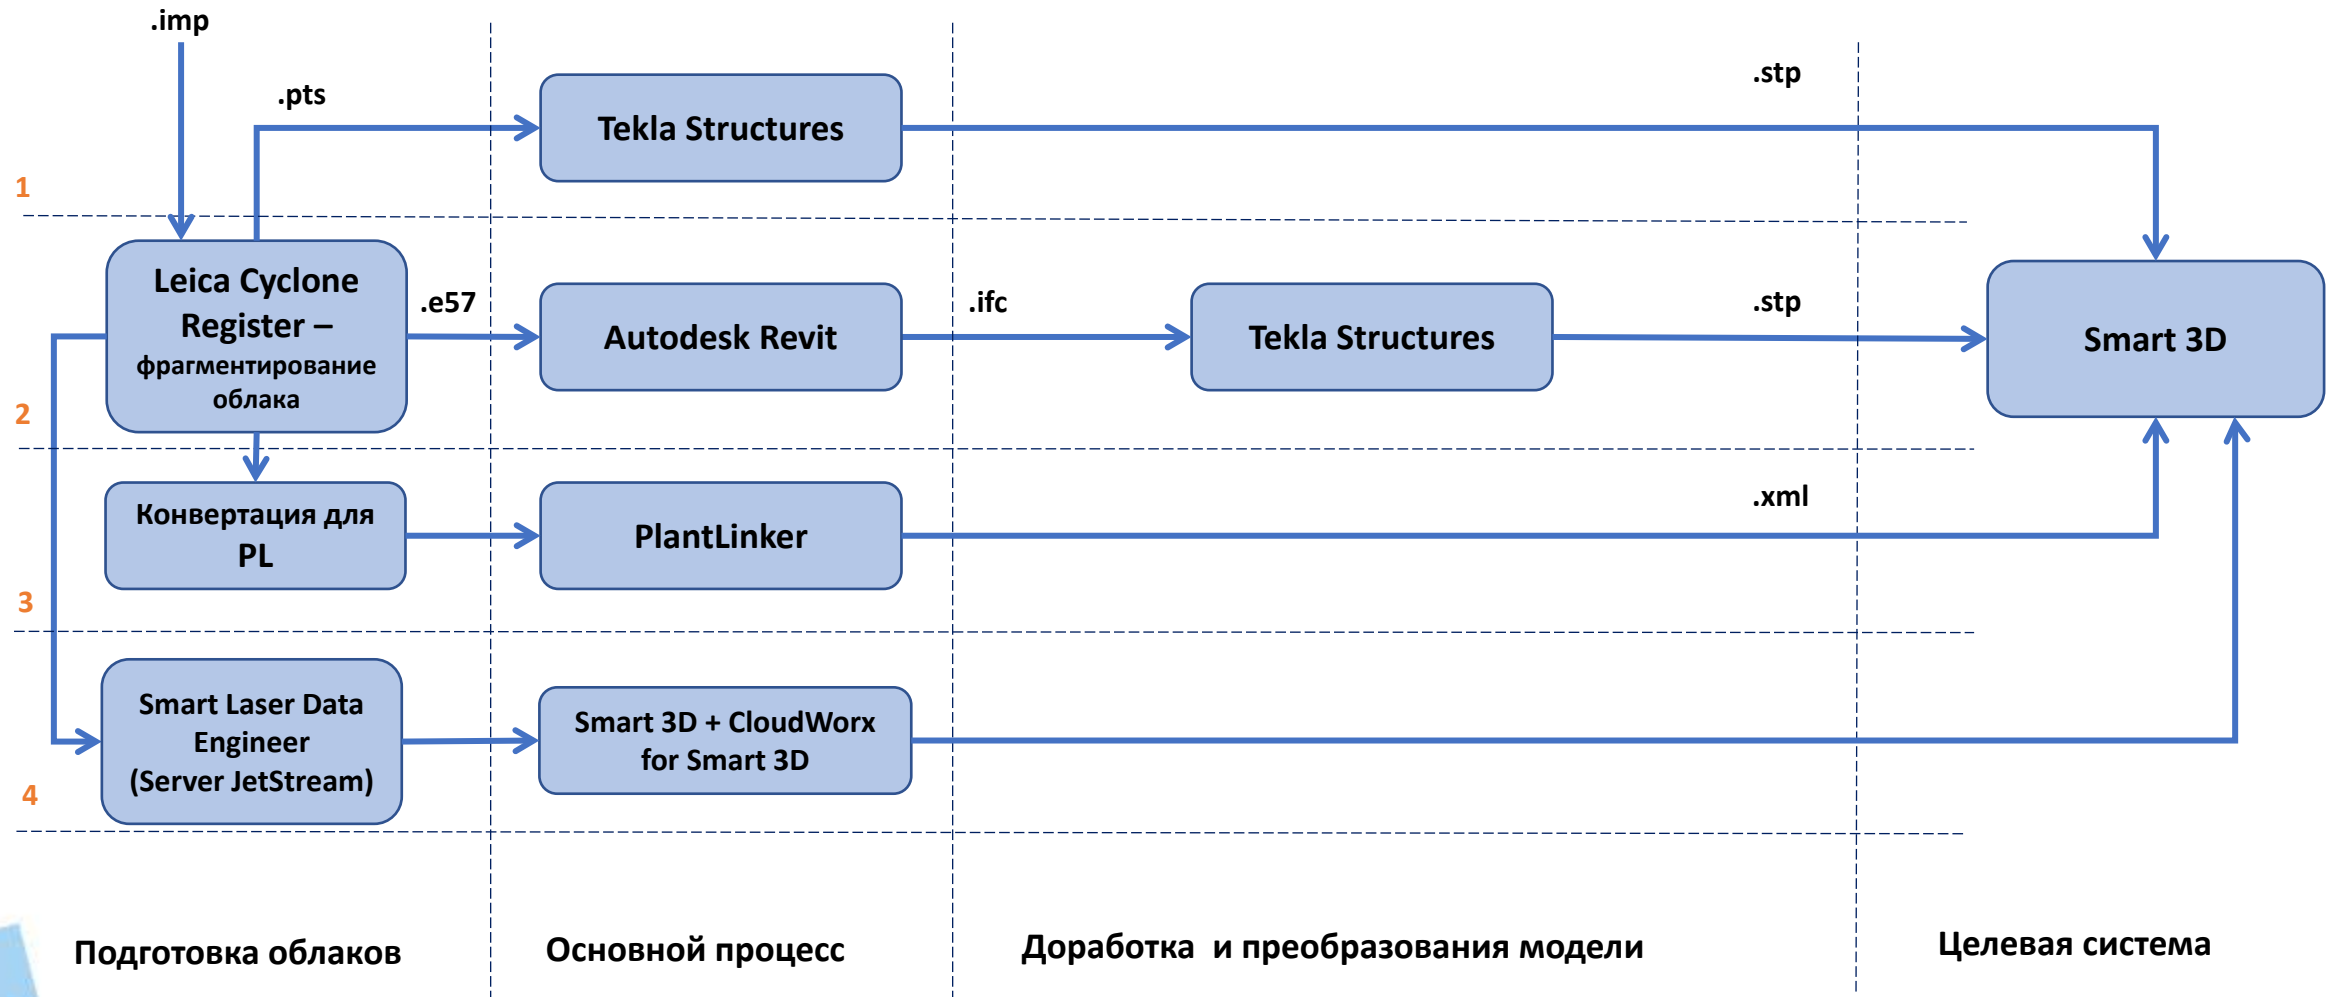 .imp
.pts
Tekla Structures
.stp
1
Leica Cyclone
Register –
фрагментирование
облака
.e57
Autodesk Revit
.ifc
Tekla Structures
.stp
Smart 3D
2
Конвертация для
PL
PlantLinker
.xml
3
Smart Laser Data
Engineer
(Server JetStream)
Smart 3D + CloudWorx
for Smart 3D
4
Подготовка облаков
Основной процесс
Доработка  и преобразования модели
Целевая система